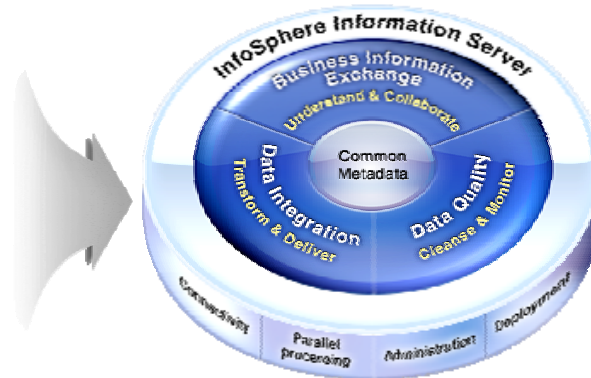 InfoSphere Information Server
Business Information
Exchange
Understand & Collaborate
Common
Metadata
Data Integration
Transform & Deliver
Data Quality
Cleanse & Monitor
Connectivity
Parallel
processing
Administration
Deployment